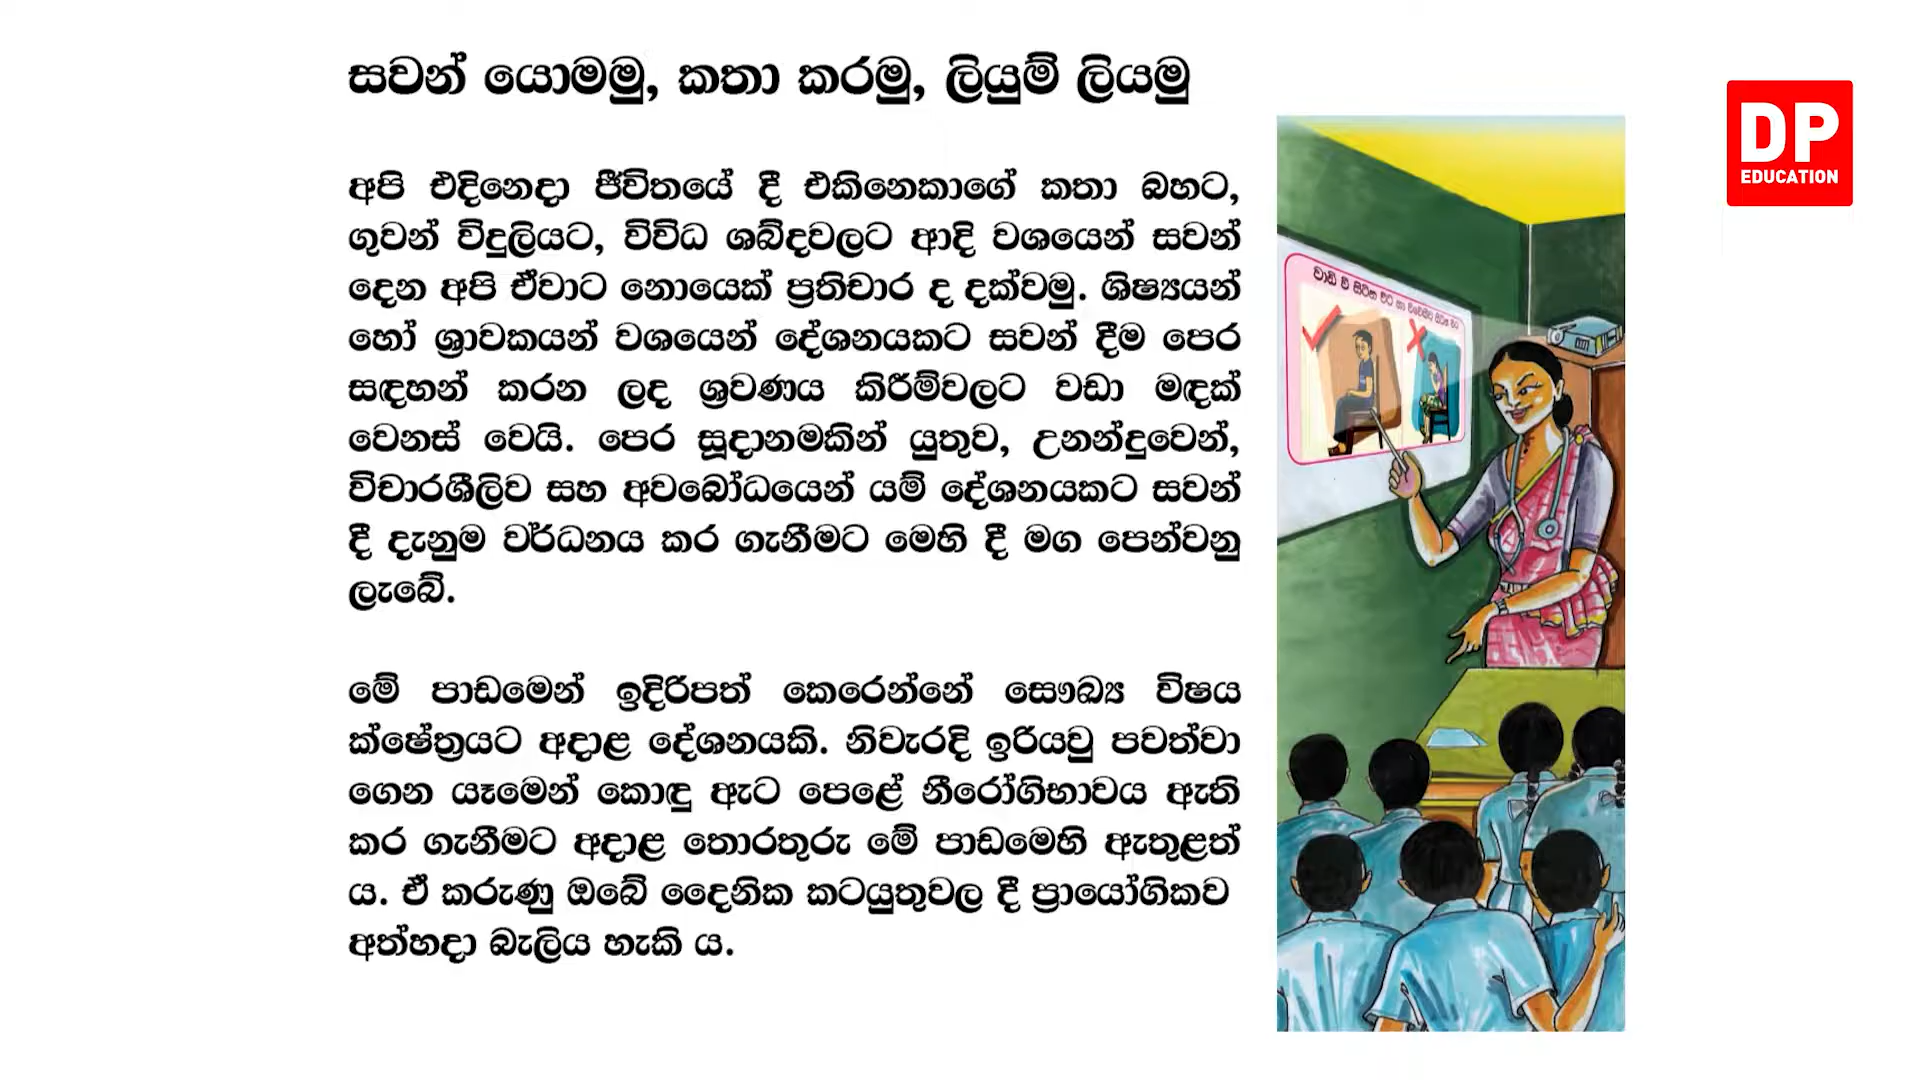 සවන් යොමමු, කතා කරමු, ලියුම් ලියමු
DP
EDUCATION
අපි එදිනෙදා ජීවිතයේ දී එකිනෙකාගේ කතා බහට,
ගුවන් විදුලියට, විවිධ ශබ්දවලට ආදි වශයෙන් සවන්
දෙන අපි ඒවාට නොයෙක් ප්‍රතිචාර ද දක්වමු. ශිෂ්‍යයන්
හෝ ශ්‍රාවකයන් වශයෙන් දේශනයකට සවන් දීම පෙර
සඳහන් කරන ලද ශ්‍රවණය කිරීම්වලට වඩා මඳක්
වෙනස් වෙයි. පෙර සූදානමකින් යුතුව, උනන්දුවෙන්,
විචාරශීලිව සහ අවබෝධයෙන් යම් දේශනයකට සවන්
දී දැනුම වර්ධනය කර ගැනීමට මෙහි දී මග පෙන්වනු
ලැබේ.
මේ පාඩමෙන් ඉදිරිපත් කෙරෙන්නේ සෞඛ්‍ය විෂය
ක්ෂේත්‍රයට අදාළ දේශනයකි. නිවැරදි ඉරියවු පවත්වා
ගෙන යෑමෙන් කොඳු ඇට පෙළේ නීරෝගිභාවය ඇති
කර ගැනීමට අදාළ තොරතුරු මේ පාඩමෙහි ඇතුළත්
ය. ඒ කරුණු ඔබේ දෛනික කටයුතුවල දී ප්‍රායෝගිකව
අත්හදා බැලිය හැකි ය.
වාඩි වී සිටින විට හා